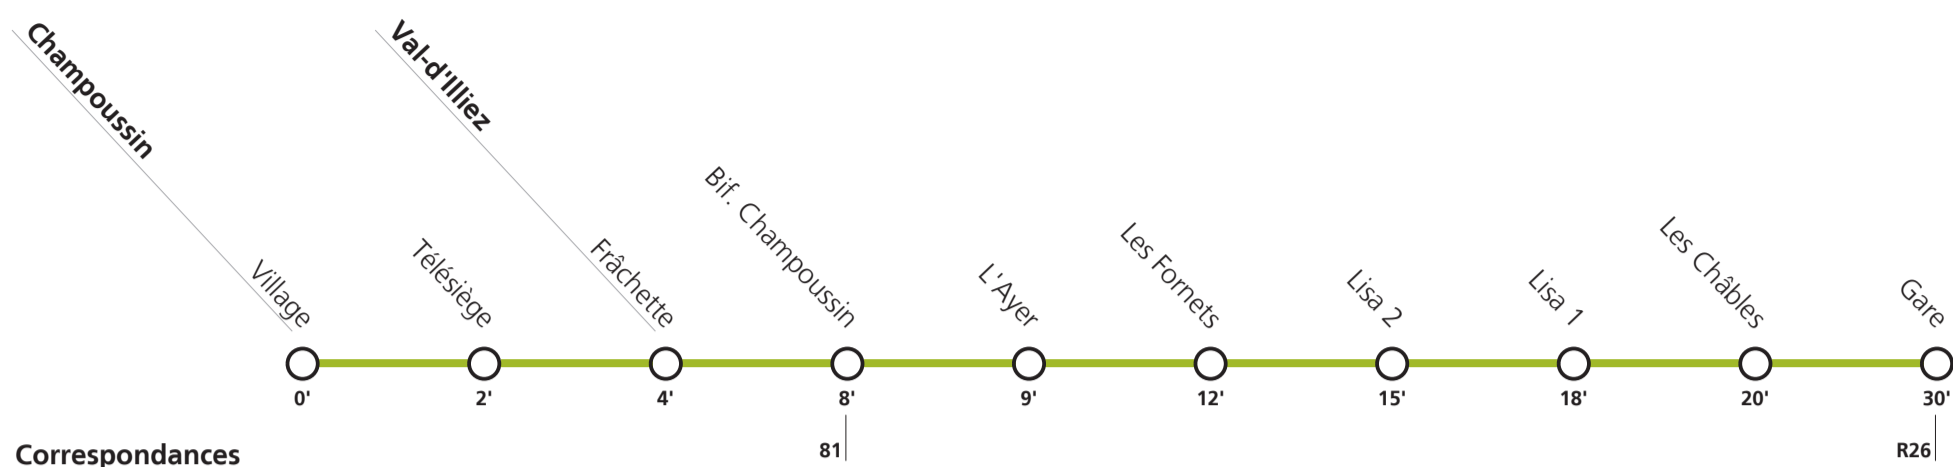 Champoussin
Val-d'Illiez
Village
Télésiège
Frâchette
Bif. Champoussin
L'Ayer
Les Fornets
Lisa 2
Lisa 1
Les Châbles
Gare
0' 2' 4' 8' 9' 12' 15' 18' 20' 30'
Correspondances 81 R26